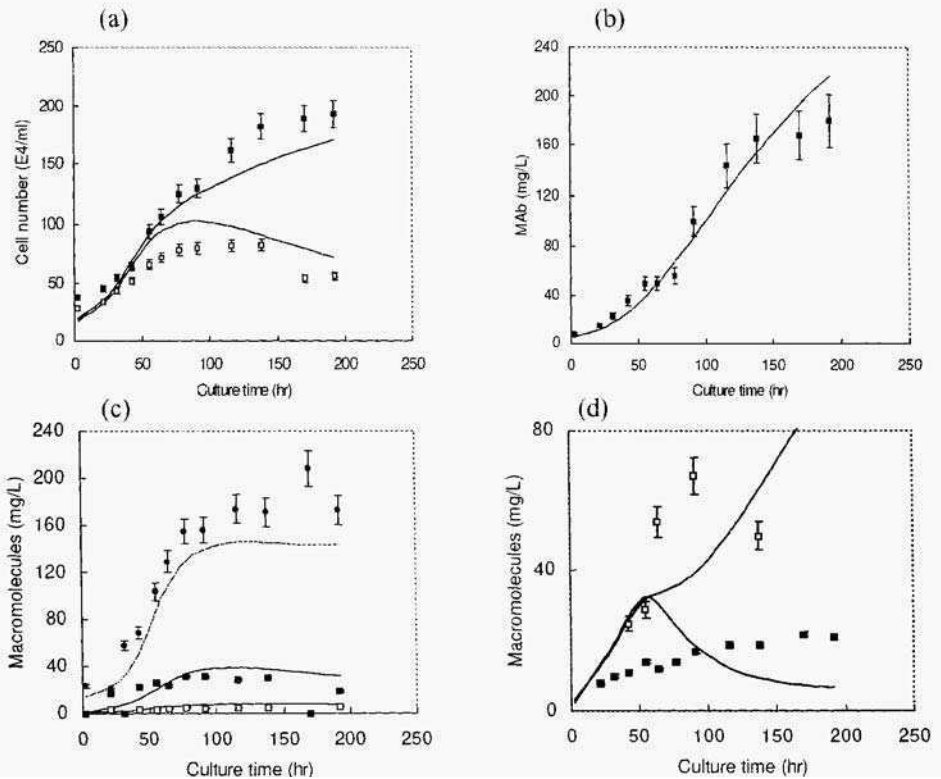 (a)
Cell number (E4/ml)
250
200
150
100
50
0
0 50 100 150 200 250
Culture time (hr)
(b)
MAb (mg/L)
240
200
160
120
80
40
0
0 50 100 150 200 250
Culture time (hr)
(c)
Macromolecules (mg/L)
240
200
160
120
80
40
0
0 50 100 150 200 250
Culture time (hr)
(d)
Macromolecules (mg/L)
80
40
0
0 50 100 150 200 250
Culture time (hr)